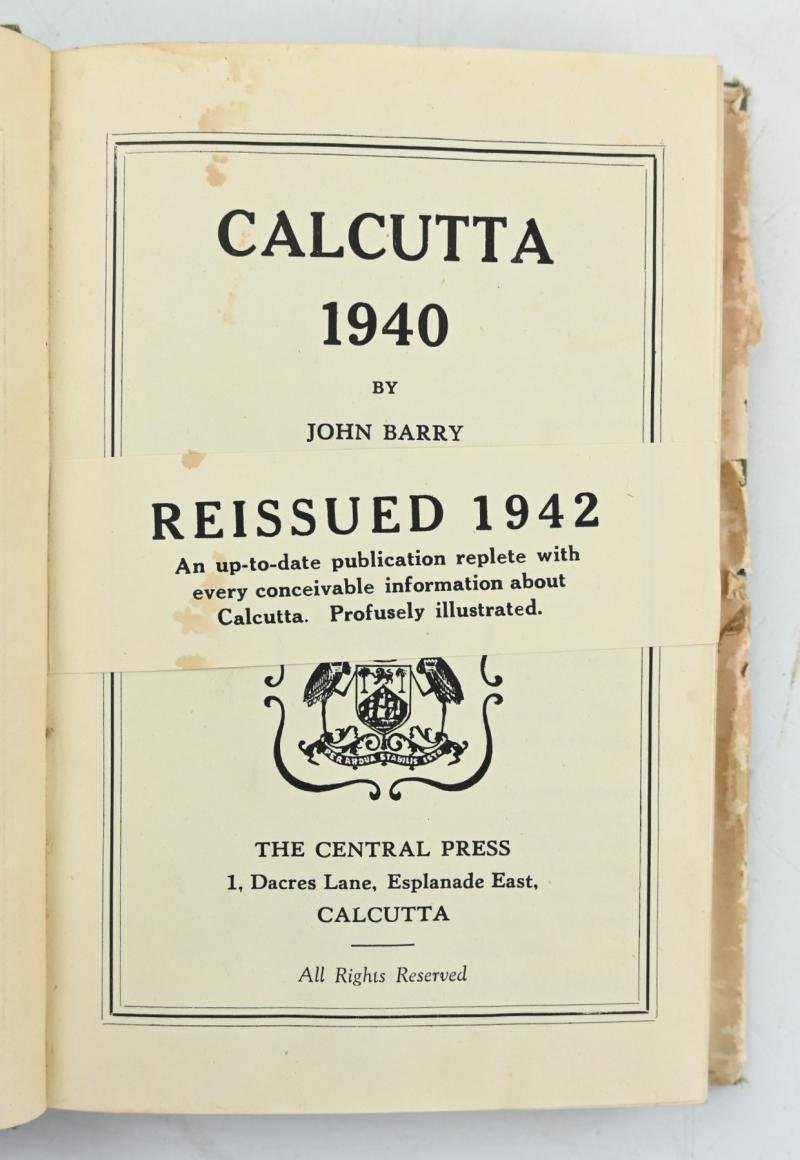 CALCUTTA
1940
BY
JOHN BARRY
REISSUED 1942
An up-to-date publication replete with
every conceivable information about
Calcutta. Profusely illustrated.
PER ARDUA STABILIS ESTO
THE CENTRAL PRESS
1, Dacres Lane, Esplanade East,
CALCUTTA
All Rights Reserved